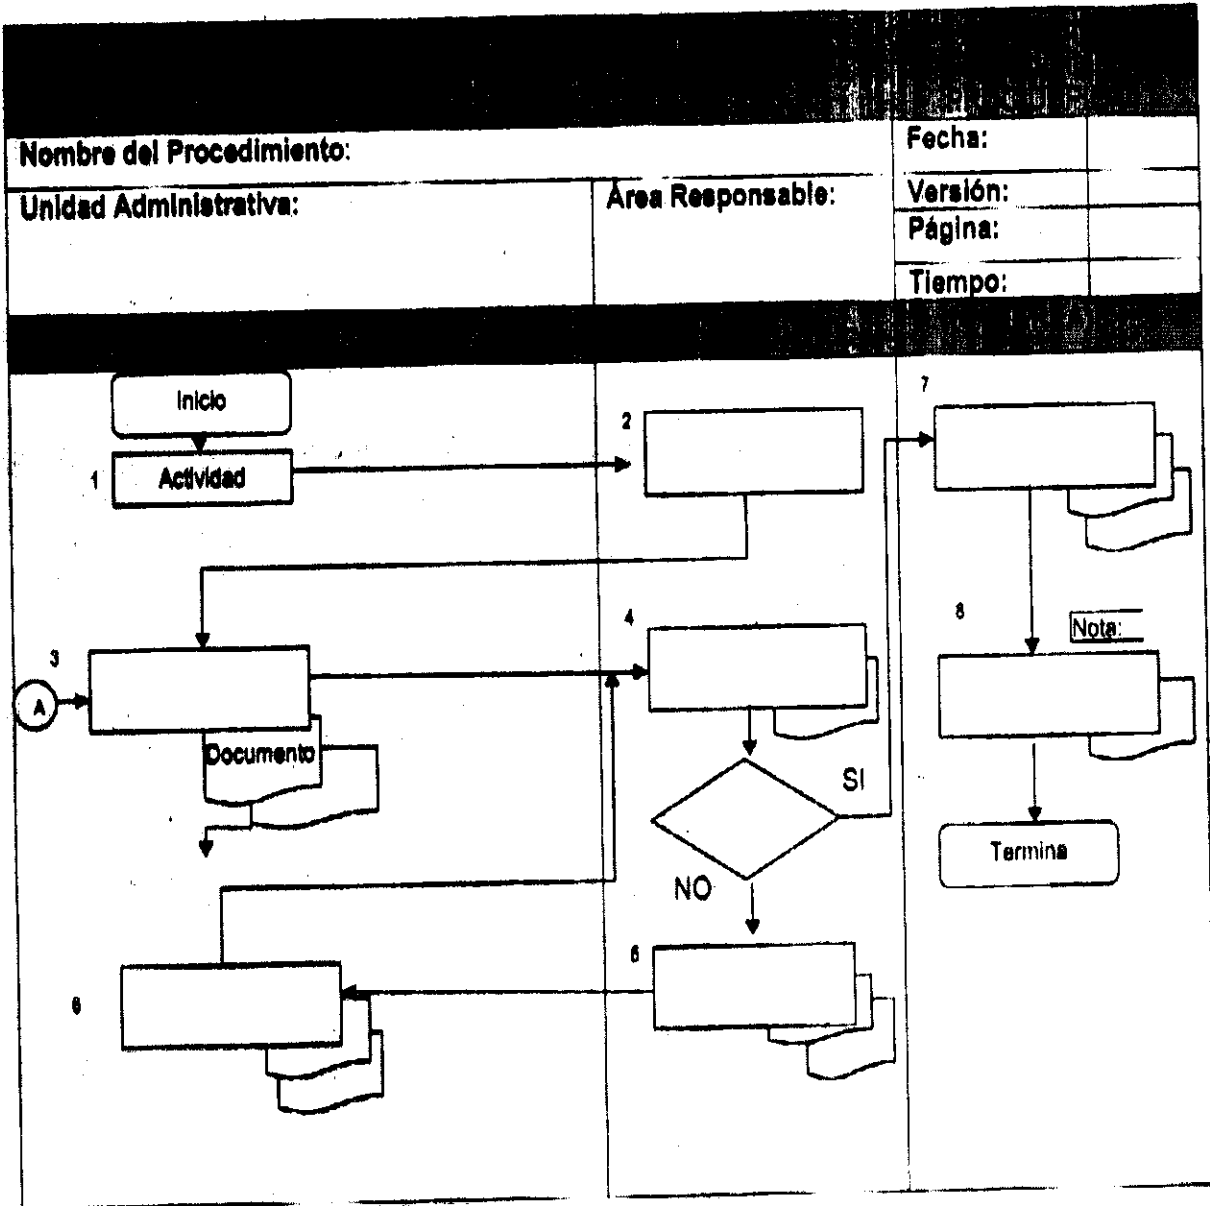 Nombre del Procedimiento:
Fecha:
Unidad Administrativa:
Área Responsable:
Versión:
Página:
Tiempo:
Inicio
1
Actividad
2
7
3
A
Documento
4
SI
NO
8
Nota:
Termina
5
6